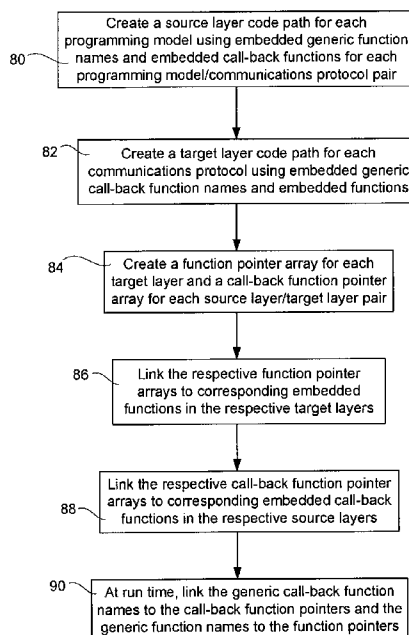 Create a source layer code path for each
programming model using embedded generic function
names and embedded call-back functions for each
programming model/communications protocol pair
80
82
Create a target layer code path for each
communications protocol using embedded generic
call-back function names and embedded functions
84
Create a function pointer array for each
target layer and a call-back function pointer
array for each source layer/target layer pair
86
Link the respective function pointer
arrays to corresponding embedded
functions in the respective target layers
Link the respective call-back function pointer
arrays to corresponding embedded call-back
functions in the respective source layers
88
90
At run time, link the generic call-back function
names to the call-back function pointers and the
generic function names to the function pointers